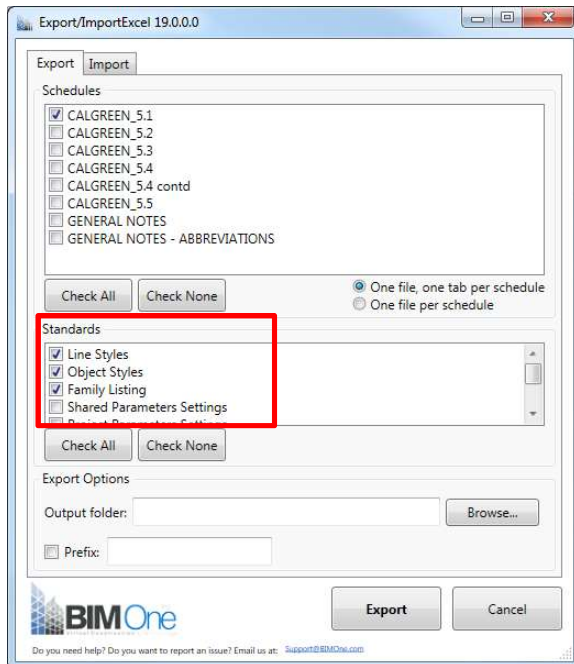 Export/ImportExcel 19.0.0.0
Export Import
Schedules
CALGREEN_5.1
CALGREEN_5.2
CALGREEN_5.3
CALGREEN_5.4
CALGREEN_5.4 contd
CALGREEN_5.5
GENERAL NOTES
GENERAL NOTES - ABBREVIATIONS
Check All Check None
One file, one tab per schedule
One file per schedule
Standards
Line Styles
Object Styles
Family Listing
Shared Parameters Settings
Project Parameters Settings
Check All Check None
Export Options
Output folder: Browse...
Prefix:
BIMOne
Export Cancel
Do you need help? Do you want to report an issue? Email us at: Support@BIMOne.com